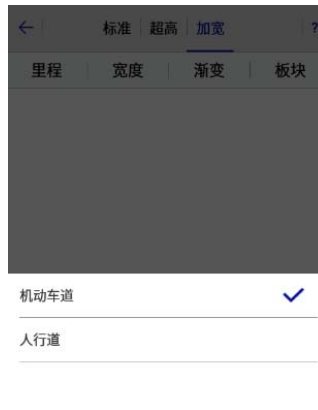 标准 超高 加宽 ?
里程 宽度 渐变 板块
机动车道
人行道